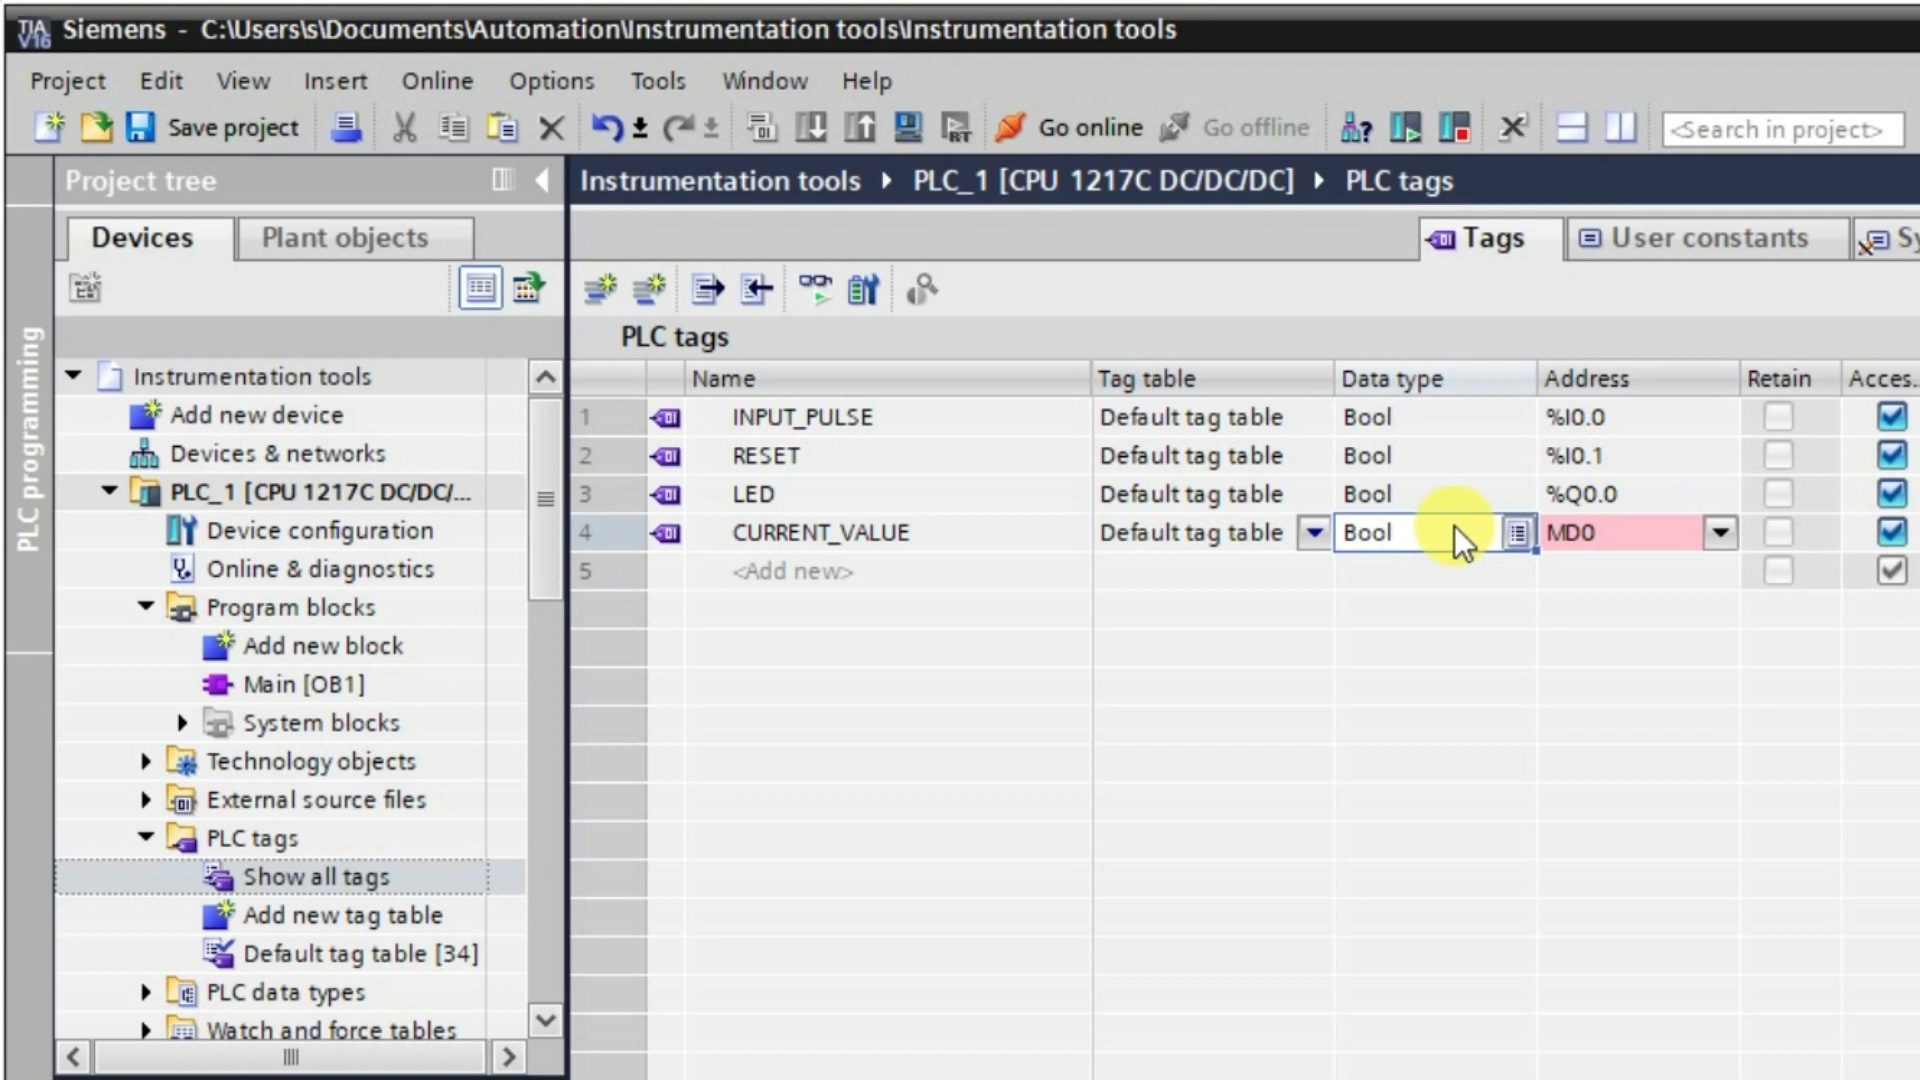 TIA V16 Siemens - C:\Users\s\Documents\Automation\Instrumentation tools\Instrumentation tools
Project Edit View Insert Online Options Tools Window Help
Save project Go online Go offline <Search in project>
Project tree
Instrumentation tools PLC_1 [CPU 1217C DC/DC/DC] PLC tags
Devices Plant objects
Tags User constants Sy
PLC programming
PLC tags
Name Tag table Data type Address Retain Acces..
1 INPUT_PULSE Default tag table Bool %I0.0
2 RESET Default tag table Bool %I0.1
3 LED Default tag table Bool %Q0.0
4 CURRENT_VALUE Default tag table Bool MD0
5 <Add new>
Instrumentation tools
Add new device
Devices & networks
PLC_1 [CPU 1217C DC/DC/...
Device configuration
Online & diagnostics
Program blocks
Add new block
Main [OB1]
System blocks
Technology objects
External source files
PLC tags
Show all tags
Add new tag table
Default tag table [34]
PLC data types
Watch and force tables